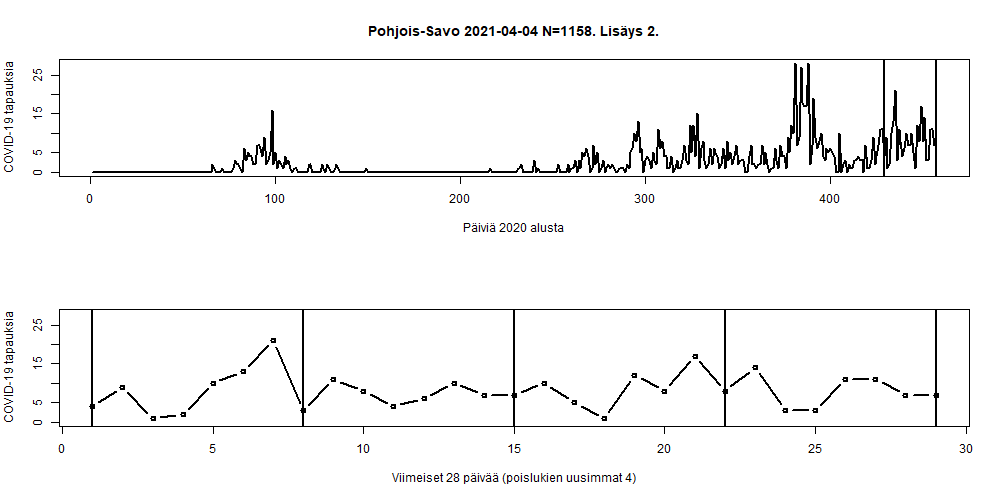 Pohjois-Savo 2021-04-04 N=1158. Lisäys 2.
COVID-19 tapauksia
25
15
5
0
0 100 200 300 400
Päiviä 2020 alusta
COVID-19 tapauksia
25
15
5
0
0 5 10 15 20 25 30
Viimeiset 28 päivää (poislukien uusimmat 4)